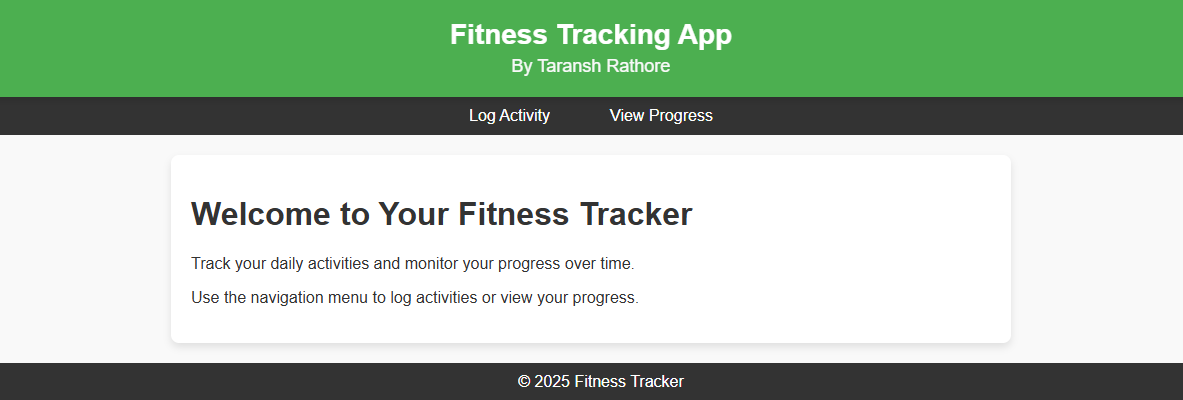 Fitness Tracking App
By Taransh Rathore
Log Activity View Progress
Welcome to Your Fitness Tracker
Track your daily activities and monitor your progress over time.
Use the navigation menu to log activities or view your progress.
© 2025 Fitness Tracker